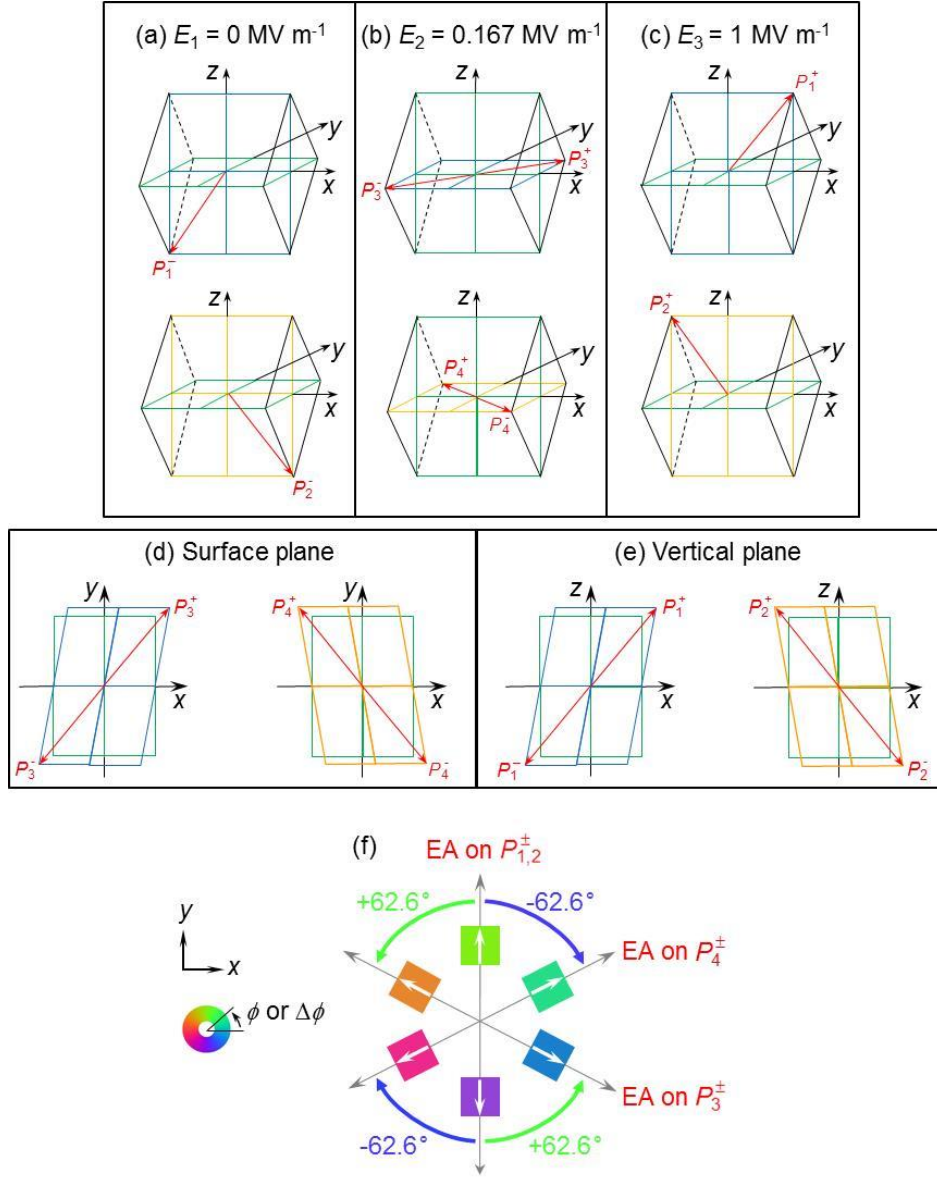 (a) E₁ = 0 MV m⁻¹
(b) E₂ = 0.167 MV m⁻¹
(c) E₃ = 1 MV m⁻¹
z
y
x
P₁⁻
z
y
x
P₃⁺
P₃⁻
z
P₁⁺
y
x
z
y
x
P₂⁻
z
y
x
P₄⁺
P₄⁻
z
P₂⁺
y
x
(d) Surface plane
y
P₃⁺
x
P₃⁻
y
P₄⁺
x
P₄⁻
(e) Vertical plane
z
P₁⁺
x
P₁⁻
z
P₂⁺
x
P₂⁻
(f)
EA on P₁,₂±
+62.6°
-62.6°
y
x
EA on P₄±
ϕ or Δϕ
EA on P₃±
-62.6°
+62.6°